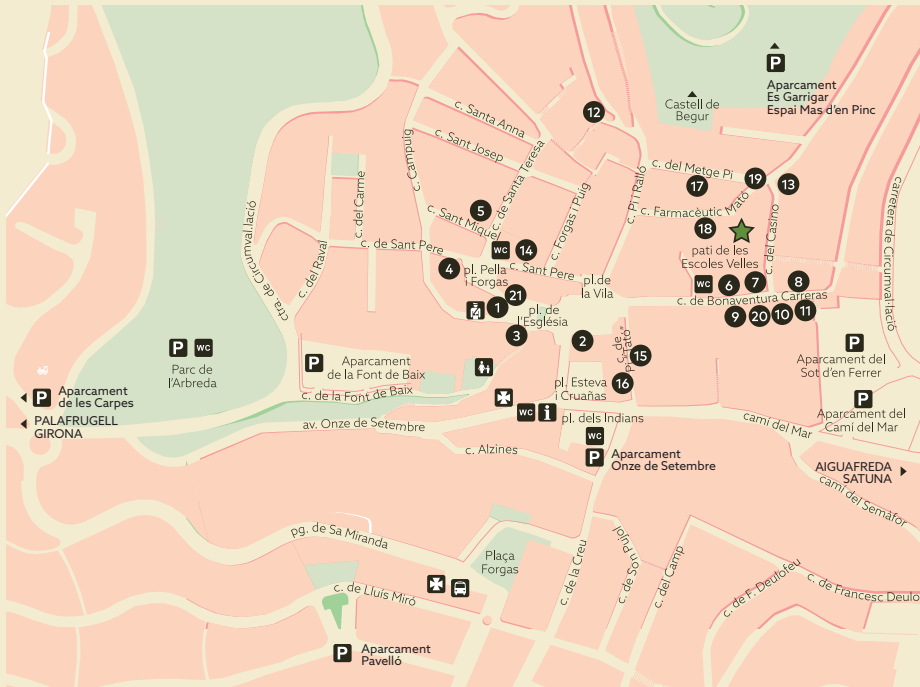 P
Aparcament
Es Garrigar
Espai Mas d'en Pinc
Castell de
Begur
12
c. Santa Anna
c. Sant Josep
c. Campuig
c. de Santa Teresa
c. del Metge Pi
19
17
13
c. Farmacèutic Mató
18
c. Pi i Ralló
c. Forgas i Puig
carretera de Circumval·lació
c. del Carme
5
c. Sant Miquel
c. de Sant Pere
WC
14
c. Sant Pere
4
pl. Pella
i Forgas
pati de les
Escoles Velles
c. del Casino
ctra. de Circumval·lació
c. del Raval
pl. de
la Vila
WC
6
7
8
c. de Bonaventura Carreras
21
1
pl. de
l'Església
9
20
10
11
3
2
15
16
P
WC
Parc de
l'Arbreda
P
Aparcament
de la Font de Baix
c. de la Font de Baix
pl. Esteva
i Cruañas
P
Aparcament del
Sot d'en Ferrer
P
Aparcament del
Camí del Mar
P
Aparcament
de les Carpes
PALAFRUGELL
GIRONA
WC
i
pl. dels Indians
camí del Mar
av. Onze de Setembre
WC
P
Aparcament
Onze de Setembre
c. Alzines
AIGUAFREDA
SATUNA
camí del Semàfor
pg. de Sa Miranda
Plaça
Forgas
c. de la Creu
c. de Son Pujol
c. del Camp
c. de F. Deulofeu
c. de Francesc Deulo
c. de Lluís Miró
P
Aparcament
Pavelló